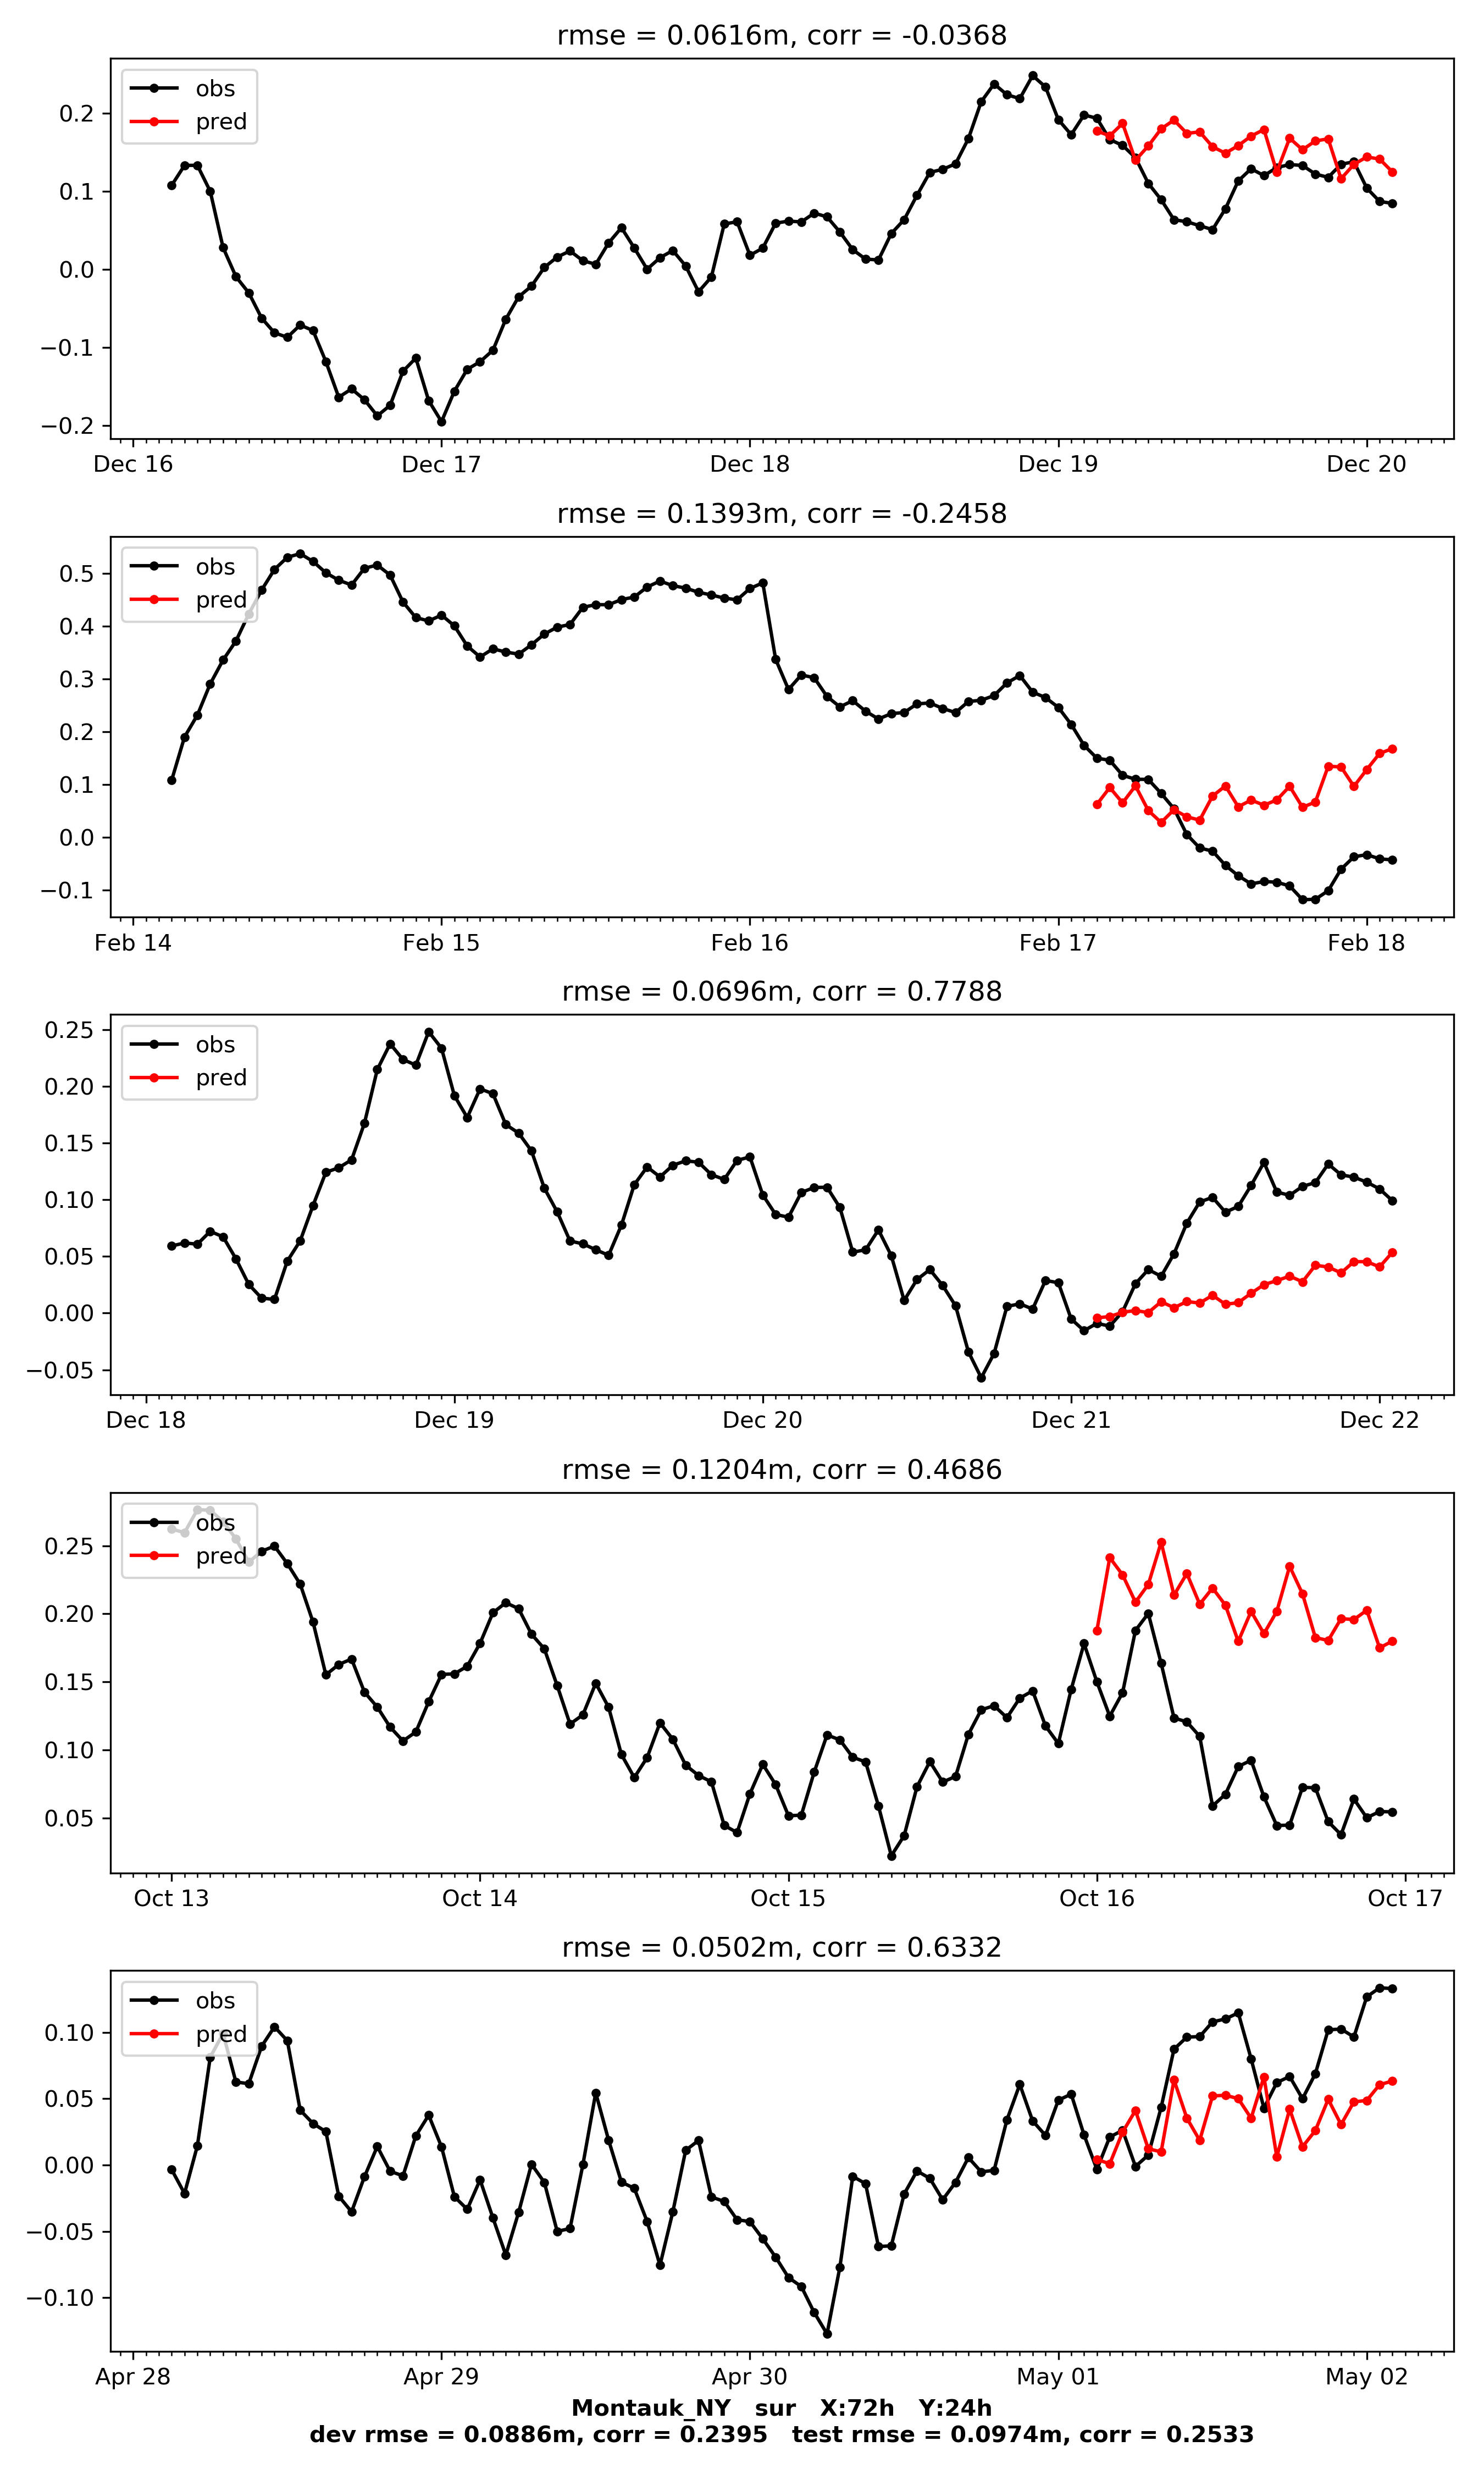 rmse = 0.0616m, corr = -0.0368
obs
pred
0.2
0.1
0.0
−0.1
−0.2
Dec 16 Dec 17 Dec 18 Dec 19 Dec 20
rmse = 0.1393m, corr = -0.2458
obs
pred
0.5
0.4
0.3
0.2
0.1
0.0
−0.1
Feb 14 Feb 15 Feb 16 Feb 17 Feb 18
rmse = 0.0696m, corr = 0.7788
obs
pred
0.25
0.20
0.15
0.10
0.05
0.00
−0.05
Dec 18 Dec 19 Dec 20 Dec 21 Dec 22
rmse = 0.1204m, corr = 0.4686
obs
pred
0.25
0.20
0.15
0.10
0.05
Oct 13 Oct 14 Oct 15 Oct 16 Oct 17
rmse = 0.0502m, corr = 0.6332
obs
pred
0.10
0.05
0.00
−0.05
−0.10
Apr 28 Apr 29 Apr 30 May 01 May 02
Montauk_NY sur X:72h Y:24h
dev rmse = 0.0886m, corr = 0.2395 test rmse = 0.0974m, corr = 0.2533